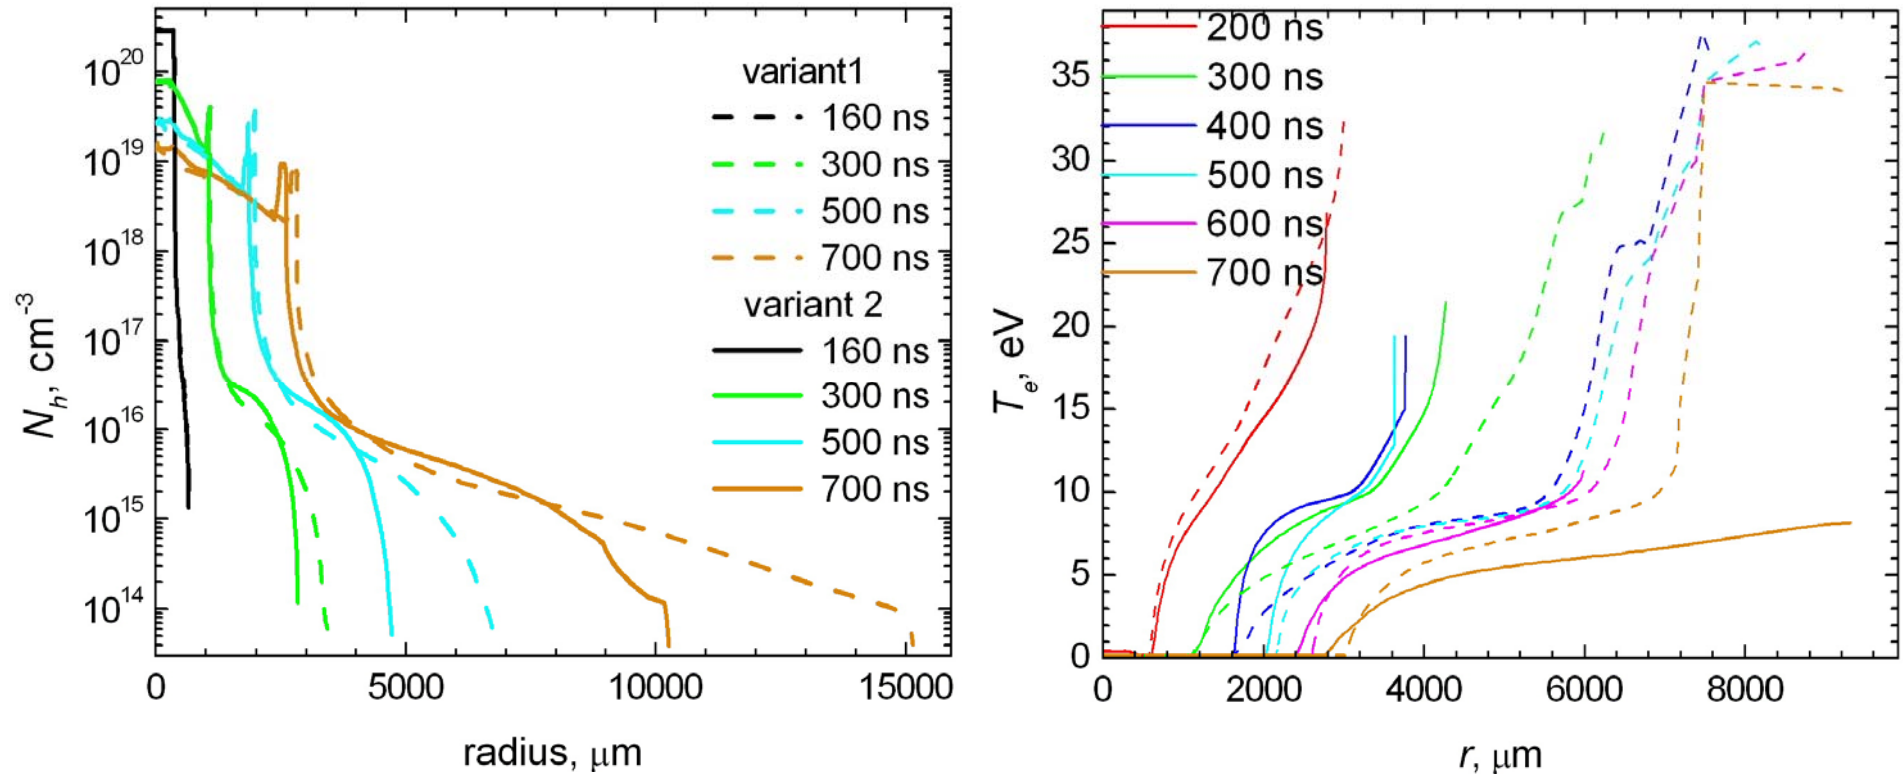 10^20
10^19
10^18
10^17
10^16
10^15
10^14
N_h, cm^-3
0
5000
10000
15000
radius, μm
variant1
160 ns
300 ns
500 ns
700 ns
variant 2
160 ns
300 ns
500 ns
700 ns
35
30
25
20
15
10
5
0
T_e, eV
0
2000
4000
6000
8000
r, μm
200 ns
300 ns
400 ns
500 ns
600 ns
700 ns